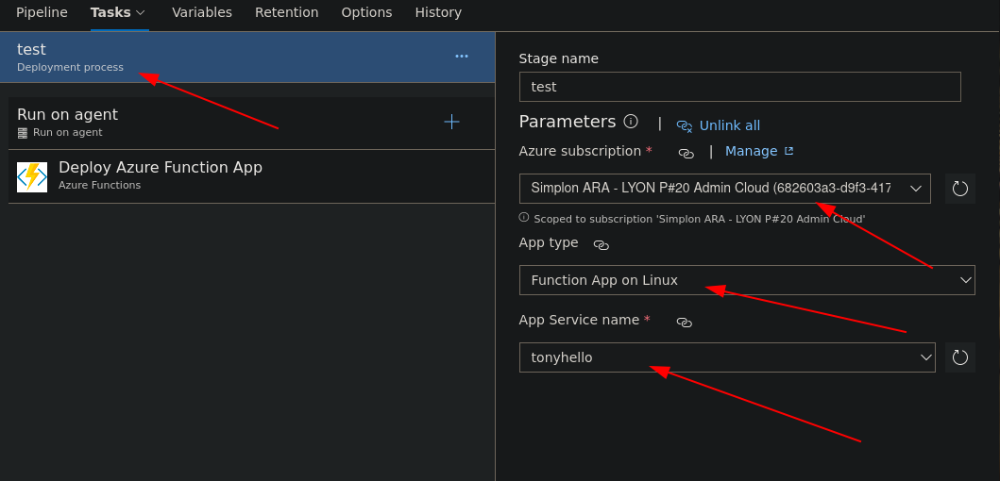 Pipeline Tasks Variables Retention Options History
test
Deployment process
Run on agent
Run on agent
Deploy Azure Function App
Azure Functions
Stage name
test
Parameters | Unlink all
Azure subscription * | Manage
Simplon ARA - LYON P#20 Admin Cloud (682603a3-d9f3-417
Scoped to subscription 'Simplon ARA - LYON P#20 Admin Cloud'
App type
Function App on Linux
App Service name *
tonyhello